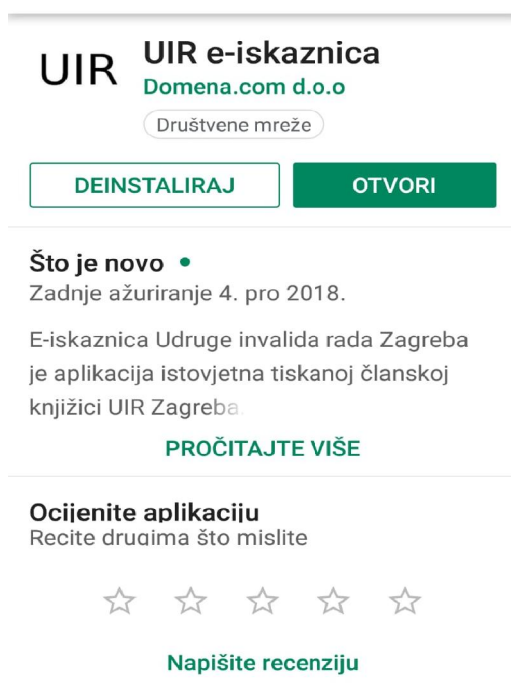 UIR
UIR e-iskaznica
Domena.com d.o.o
Društvene mreže
DEINSTALIRAJ
OTVORI
Što je novo
Zadnje ažuriranje 4. pro 2018.
E-iskaznica Udruge invalida rada Zagreba
je aplikacija istovjetna tiskanoj članskoj
knjižici UIR Zagreba.
PROČITAJTE VIŠE
Ocijenite aplikaciju
Recite drugima što mislite
Napišite recenziju